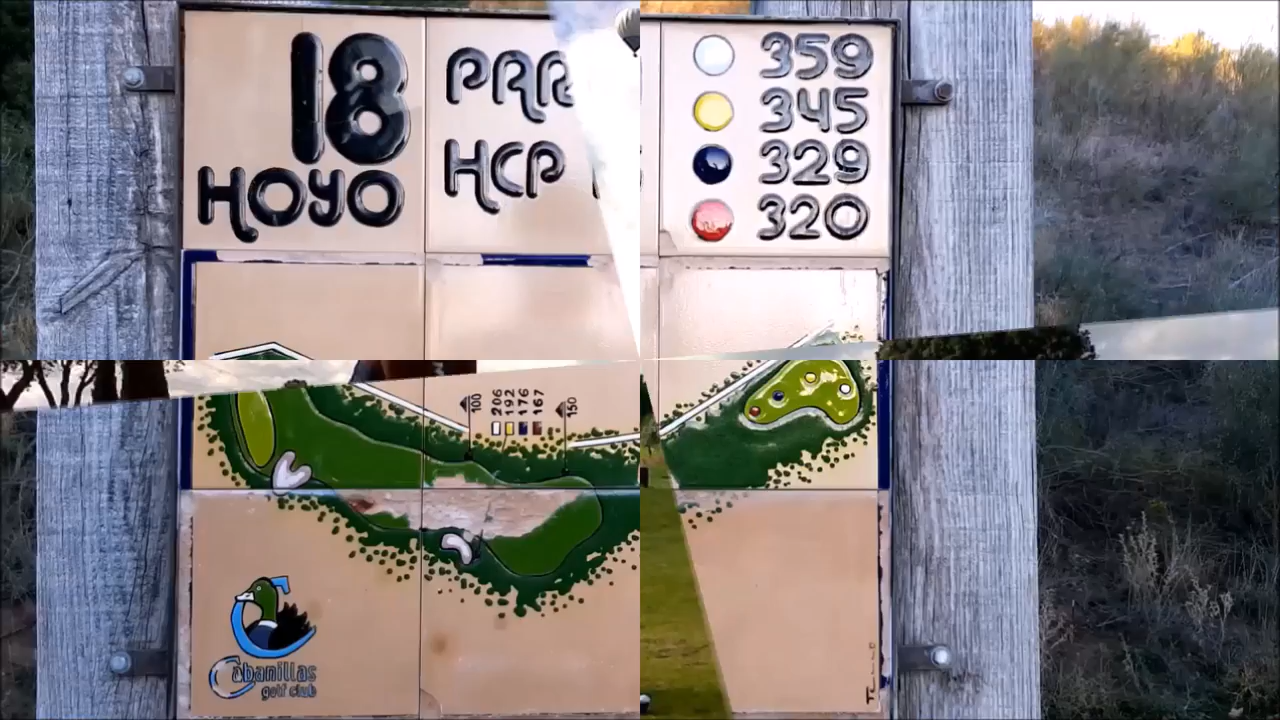 18
HOYO
PAR
HCP
359
345
329
320
100
206
192
176
167
150
Cabanillas
golf club